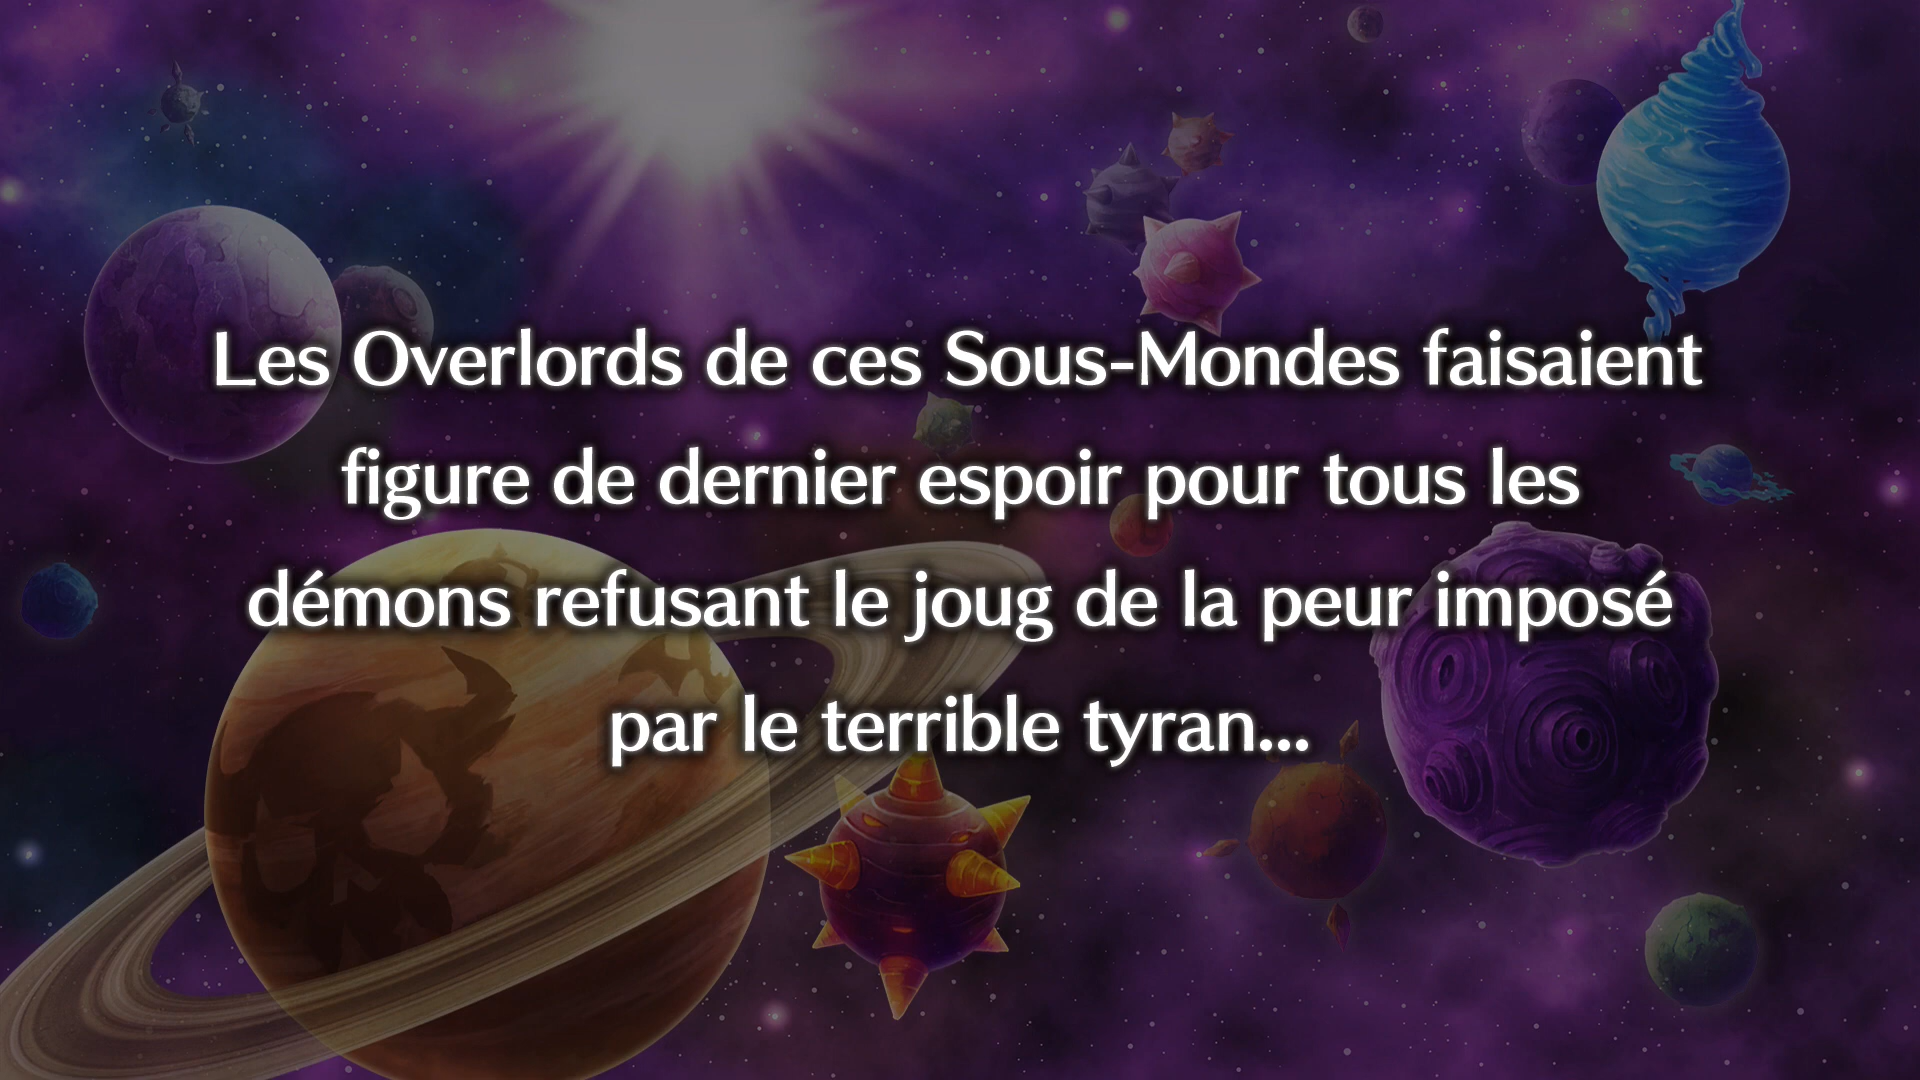 Les Overlords de ces Sous-Mondes faisaient
figure de dernier espoir pour tous les
démons refusant le joug de la peur imposé
par le terrible tyran...